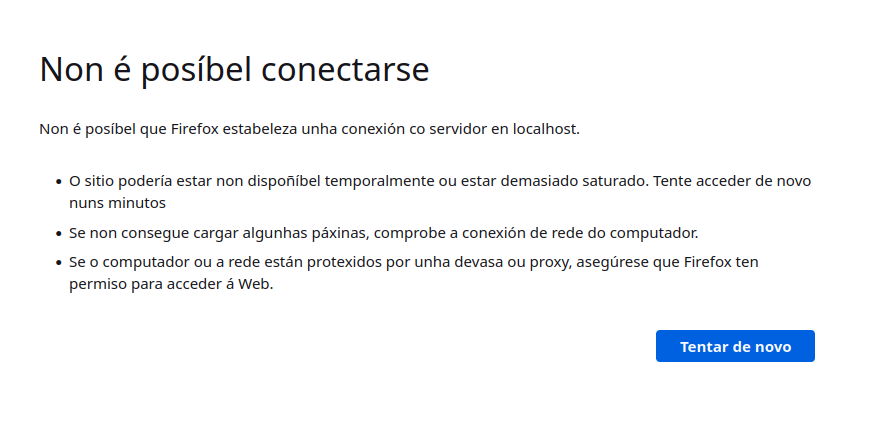 Non é posíbel conectarse
Non é posíbel que Firefox estabeleza unha conexión co servidor en localhost.
• O sitio podería estar non dispoñíbel temporalmente ou estar demasiado saturado. Tente acceder de novo
nuns minutos
• Se non consegue cargar algunhas páxinas, comprobe a conexión de rede do computador.
• Se o computador ou a rede están protexidos por unha devasa ou proxy, asegúrese que Firefox ten
permiso para acceder á Web.
Tentar de novo